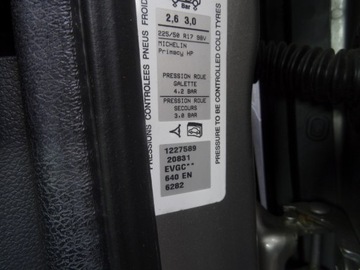 Bar
2,6 3,0
225/50 R17 98V
MICHELIN
Primacy HP
PRESSION ROUE
GALETTE
4.2 BAR
PRESSION ROUE
SECOURS
3.0 BAR
1227589
20831
EVGC**
640 EN
6282
PRESSIONS CONTROLEES PNEUS FROIDS
PRESSURE TO BE CONTROLLED COLD TYRES